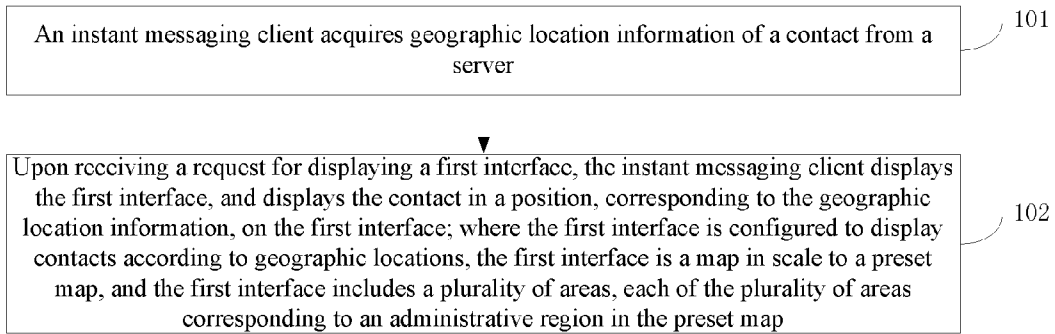 An instant messaging client acquires geographic location information of a contact from a
server
101
Upon receiving a request for displaying a first interface, the instant messaging client displays
the first interface, and displays the contact in a position, corresponding to the geographic
location information, on the first interface; where the first interface is configured to display
contacts according to geographic locations, the first interface is a map in scale to a preset
map, and the first interface includes a plurality of areas, each of the plurality of areas
corresponding to an administrative region in the preset map
102